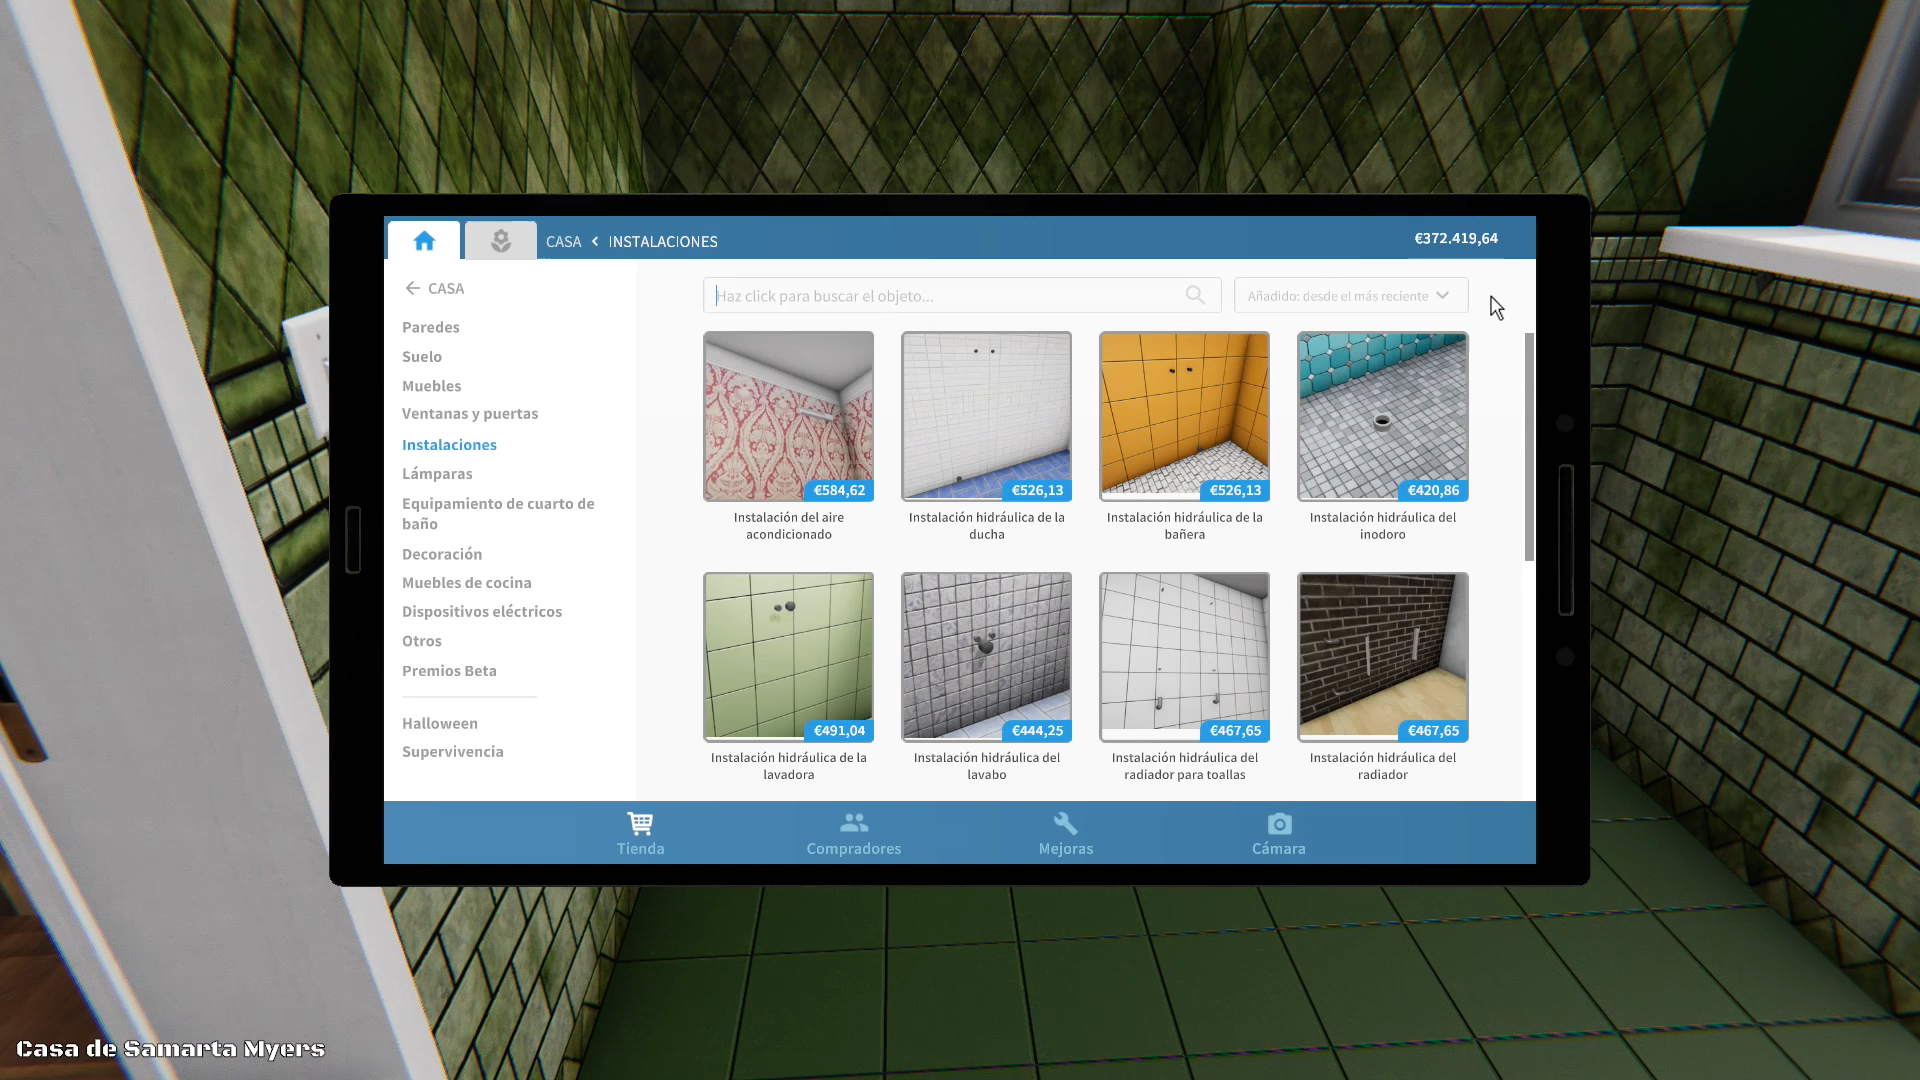 CASA < INSTALACIONES
€372.419,64
← CASA
Paredes
Suelo
Muebles
Ventanas y puertas
Instalaciones
Lámparas
Equipamiento de cuarto de
baño
Decoración
Muebles de cocina
Dispositivos eléctricos
Otros
Premios Beta
Halloween
Supervivencia
Haz click para buscar el objeto...
Añadido: desde el más reciente
€584,62
Instalación del aire
acondicionado
€526,13
Instalación hidráulica de la
ducha
€526,13
Instalación hidráulica de la
bañera
€420,86
Instalación hidráulica del
inodoro
€491,04
Instalación hidráulica de la
lavadora
€444,25
Instalación hidráulica del
lavabo
€467,65
Instalación hidráulica del
radiador para toallas
€467,65
Instalación hidráulica del
radiador
Tienda
Compradores
Mejoras
Cámara
Casa de Samarta Myers